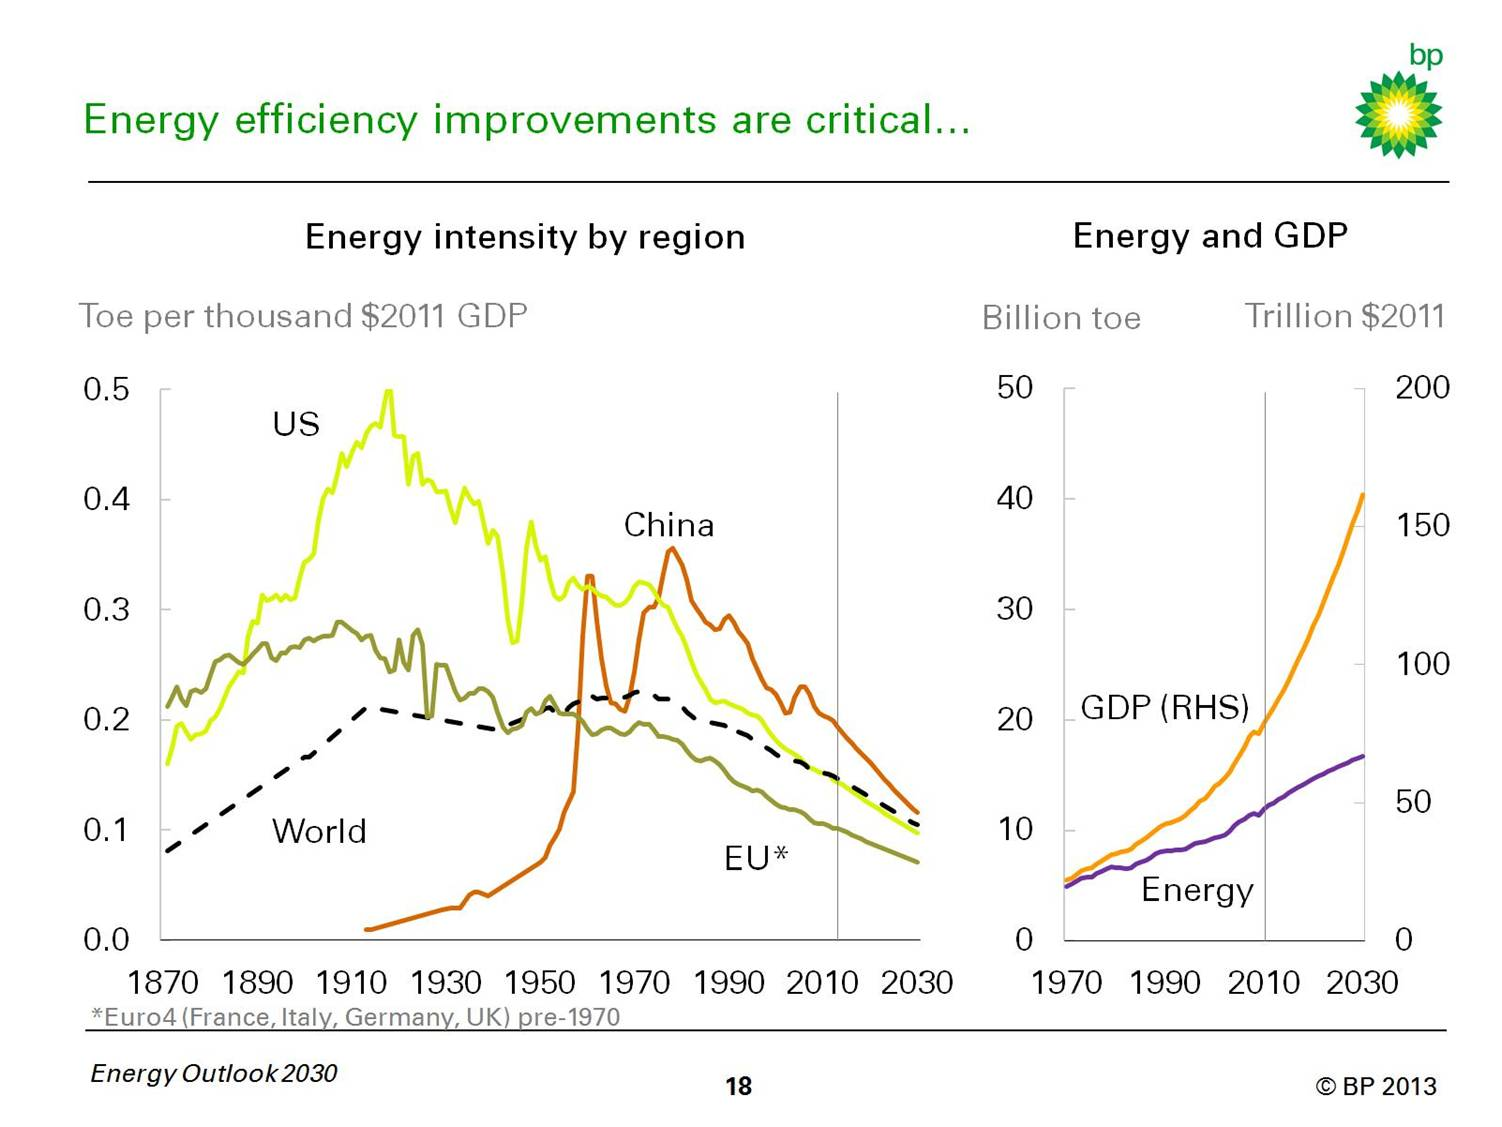 bp
Energy efficiency improvements are critical...
Energy intensity by region
Energy and GDP
Toe per thousand $2011 GDP
Billion toe
Trillion $2011
0.5
0.4
0.3
0.2
0.1
0.0
US
China
World
EU*
1870 1890 1910 1930 1950 1970 1990 2010 2030
50
40
30
20
10
0
200
150
100
50
0
GDP (RHS)
Energy
1970 1990 2010 2030
*Euro4 (France, Italy, Germany, UK) pre-1970
Energy Outlook 2030
18
© BP 2013